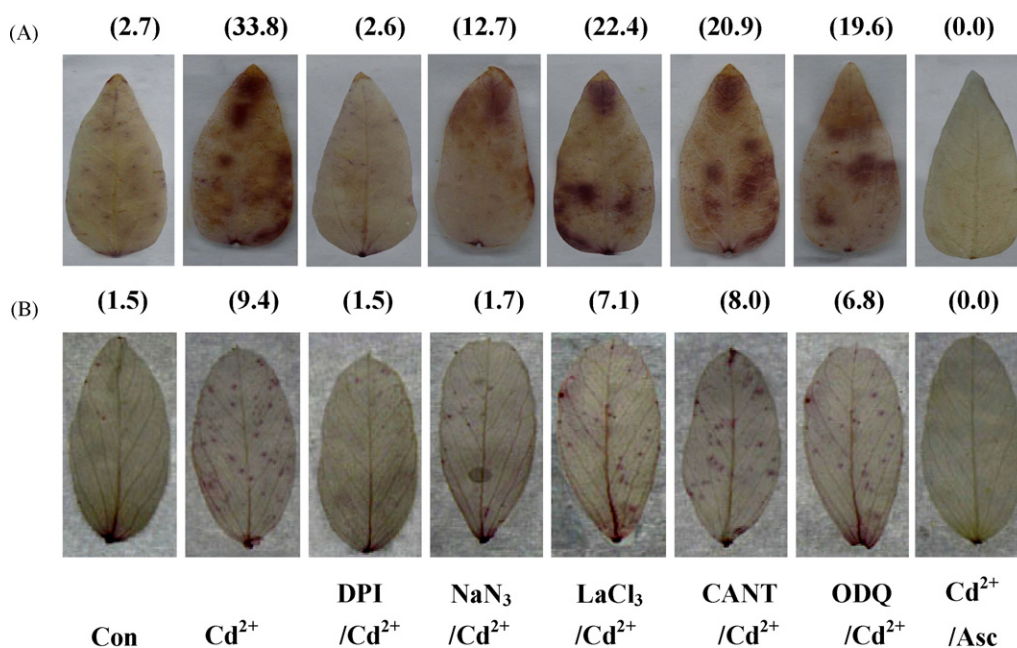 (A) (2.7) (33.8) (2.6) (12.7) (22.4) (20.9) (19.6) (0.0)
(B) (1.5) (9.4) (1.5) (1.7) (7.1) (8.0) (6.8) (0.0)
DPI NaN₃ LaCl₃ CANT ODQ Cd²⁺
Con Cd²⁺ /Cd²⁺ /Cd²⁺ /Cd²⁺ /Cd²⁺ /Cd²⁺ /Asc